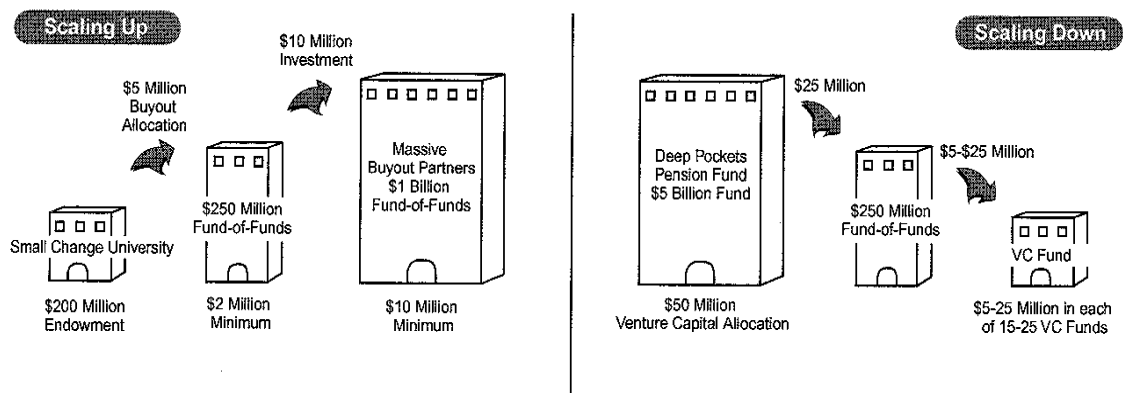 Scaling Up
$5 Million
Buyout
Allocation
$10 Million
Investment
Small Change University
$200 Million
Endowment
$250 Million
Fund-of-Funds
$2 Million
Minimum
Massive
Buyout Partners
$1 Billion
Fund-of-Funds
$10 Million
Minimum
Scaling Down
Deep Pockets
Pension Fund
$5 Billion Fund
$50 Million
Venture Capital Allocation
$25 Million
$250 Million
Fund-of-Funds
$5-$25 Million
VC Fund
$5-25 Million in each
of 15-25 VC Funds